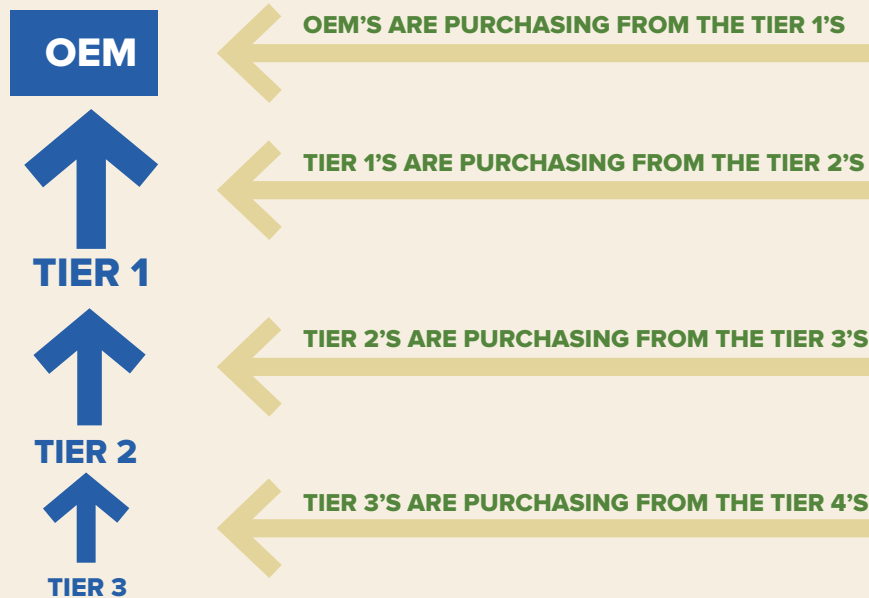 OEM
OEM’S ARE PURCHASING FROM THE TIER 1’S
TIER 1’S ARE PURCHASING FROM THE TIER 2’S
TIER 1
TIER 2’S ARE PURCHASING FROM THE TIER 3’S
TIER 2
TIER 3’S ARE PURCHASING FROM THE TIER 4’S
TIER 3